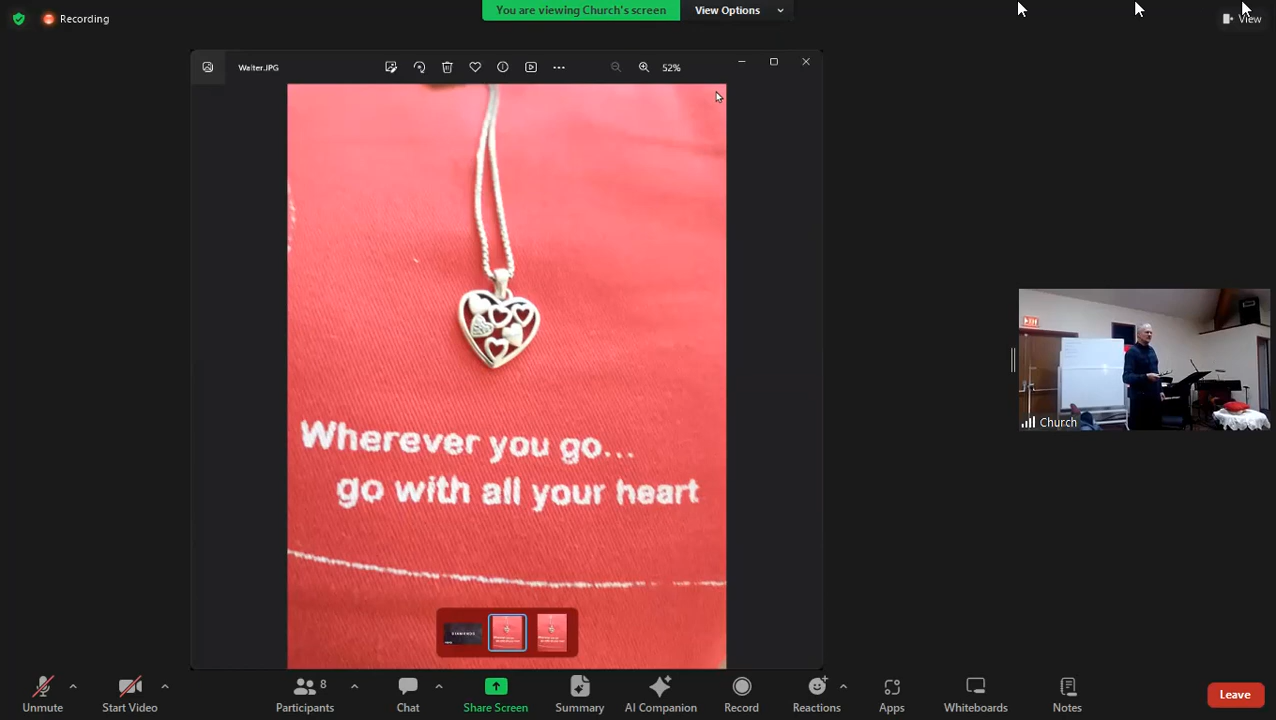 Recording
You are viewing Church's screen
View Options
View
Walter.JPG
52%
Wherever you go...
go with all your heart
Church
Unmute
Start Video
8
Participants
Chat
Share Screen
Summary
AI Companion
Record
Reactions
Apps
Whiteboards
Notes
Leave